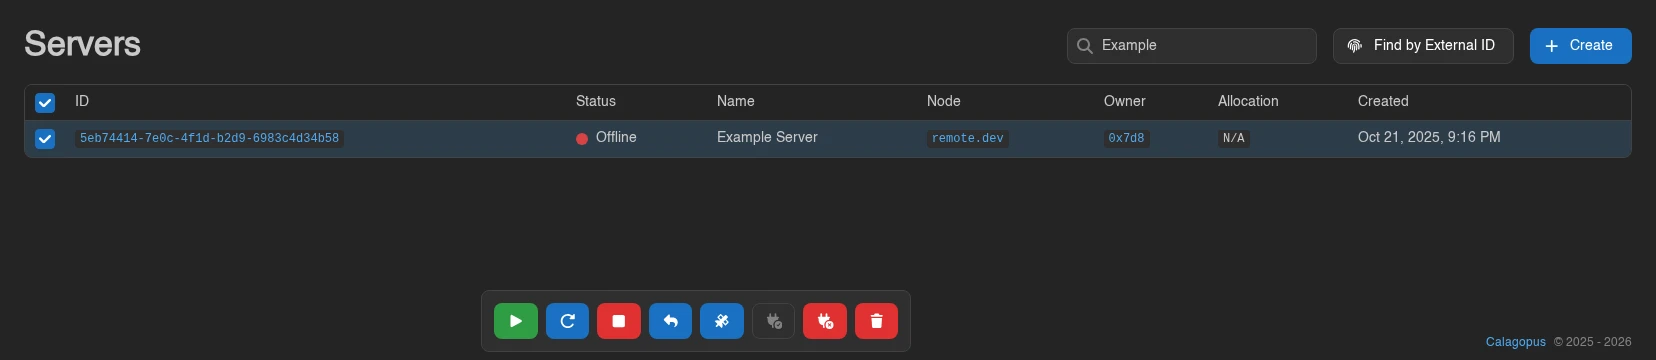 Servers
Example
Find by External ID
Create
ID Status Name Node Owner Allocation Created
5eb74414-7e0c-4f1d-b2d9-6983c4d34b58 Offline Example Server remote.dev 0x7d8 N/A Oct 21, 2025, 9:16 PM
Calagopus © 2025 - 2026